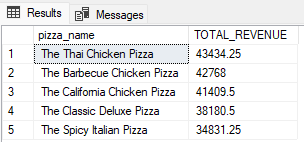 Results Messages
pizza_name TOTAL_REVENUE
1 The Thai Chicken Pizza 43434.25
2 The Barbecue Chicken Pizza 42768
3 The California Chicken Pizza 41409.5
4 The Classic Deluxe Pizza 38180.5
5 The Spicy Italian Pizza 34831.25